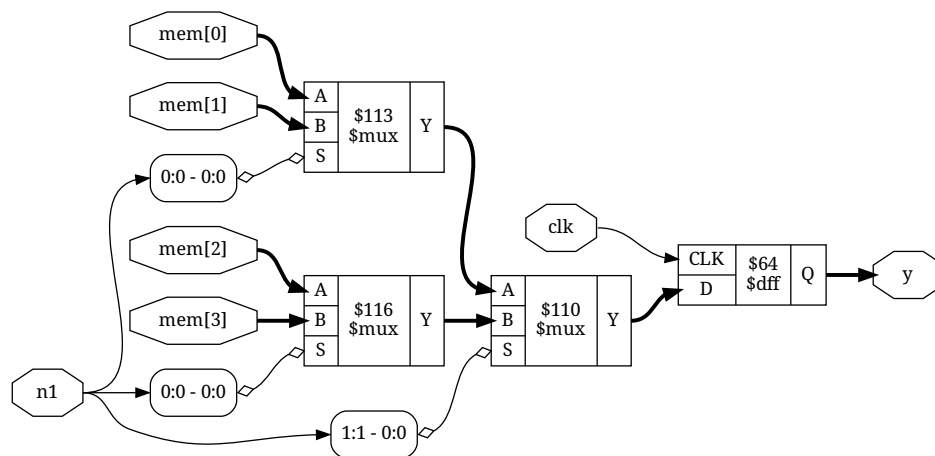 mem[0]
mem[1]
A
B
S
$113
$mux
Y
0:0 - 0:0
mem[2]
mem[3]
A
B
S
$116
$mux
Y
n1
0:0 - 0:0
1:1 - 0:0
A
B
S
$110
$mux
Y
clk
CLK
D
$64
$dff
Q
y